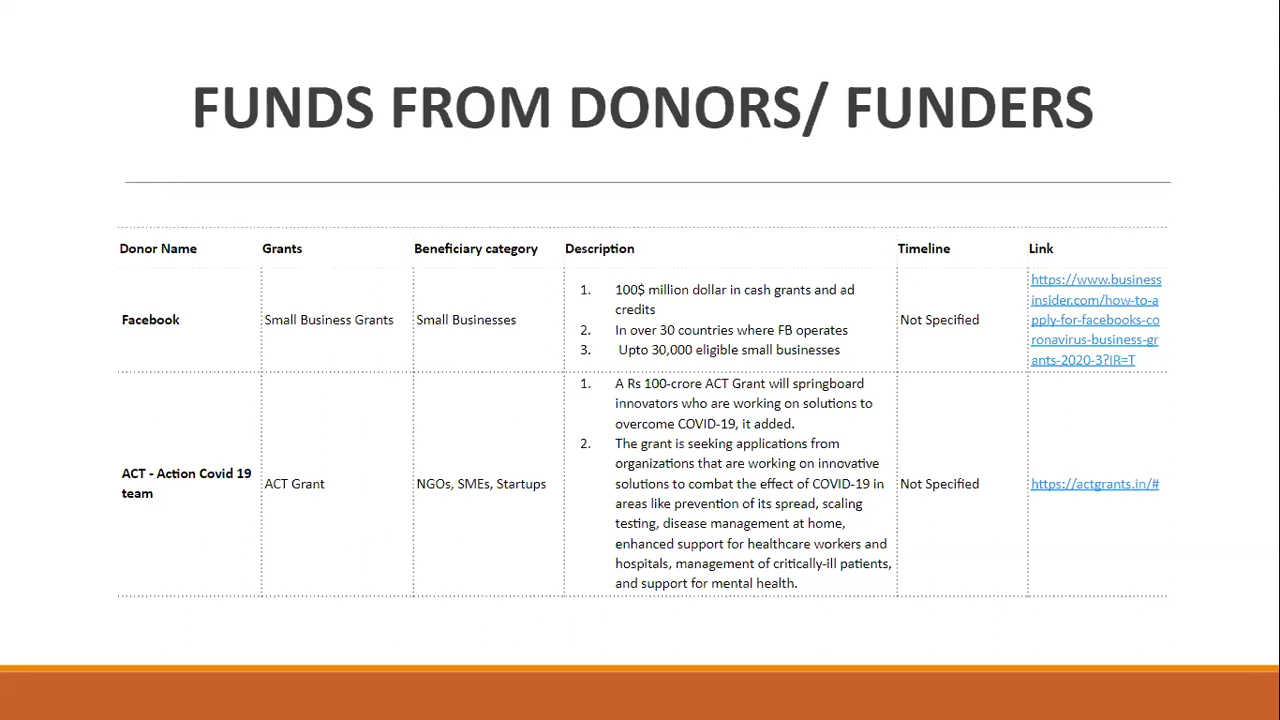 FUNDS FROM DONORS/ FUNDERS
Donor Name
Grants
Beneficiary category
Description
Timeline
Link
Facebook
Small Business Grants
Small Businesses
1. 100$ million dollar in cash grants and ad
credits
2. In over 30 countries where FB operates
3. Upto 30,000 eligible small businesses
Not Specified
https://www.business
insider.com/how-to-a
pply-for-facebooks-co
ronavirus-business-gr
ants-2020-3?IR=T
ACT - Action Covid 19
team
ACT Grant
NGOs, SMEs, Startups
1. A Rs 100-crore ACT Grant will springboard
innovators who are working on solutions to
overcome COVID-19, it added.
2. The grant is seeking applications from
organizations that are working on innovative
solutions to combat the effect of COVID-19 in
areas like prevention of its spread, scaling
testing, disease management at home,
enhanced support for healthcare workers and
hospitals, management of critically-ill patients,
and support for mental health.
Not Specified
https://actgrants.in/#